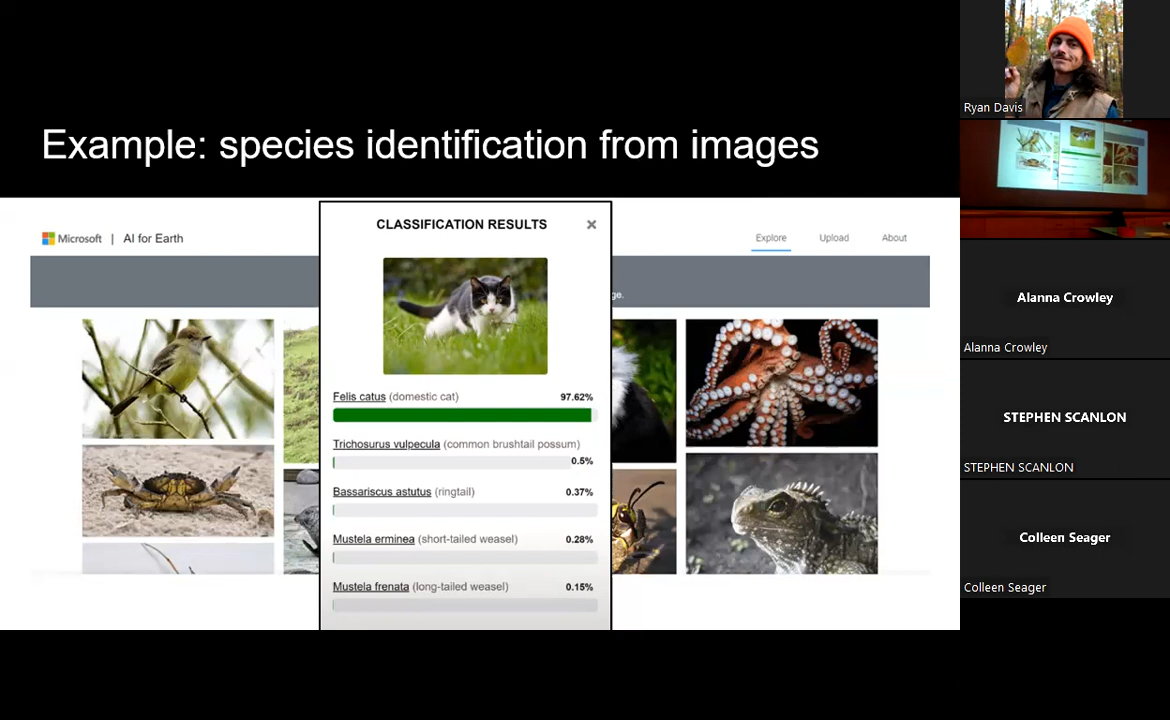 Example: species identification from images
Microsoft | AI for Earth
Explore Upload About
ge.
CLASSIFICATION RESULTS
Felis catus (domestic cat) 97.62%
Trichosurus vulpecula (common brushtail possum)
0.5%
Bassariscus astutus (ringtail) 0.37%
Mustela erminea (short-tailed weasel) 0.28%
Mustela frenata (long-tailed weasel) 0.15%
Ryan Davis
Alanna Crowley
Alanna Crowley
STEPHEN SCANLON
STEPHEN SCANLON
Colleen Seager
Colleen Seager